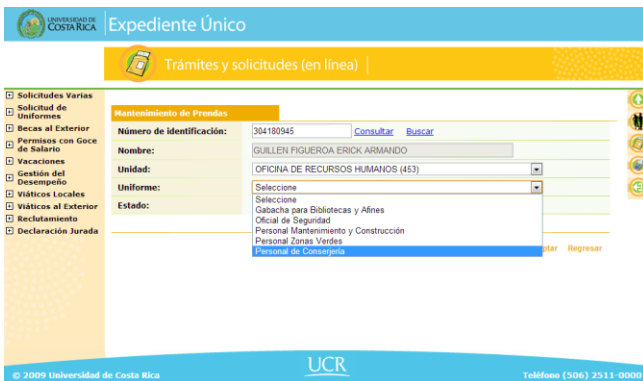 UNIVERSIDAD DE
COSTA RICA
Expediente Único
Trámites y solicitudes (en línea)
Solicitudes Varias
Solicitud de
Uniformes
Becas al Exterior
Permisos con Goce
de Salario
Vacaciones
Gestión del
Desempeño
Viáticos Locales
Viáticos al Exterior
Reclutamiento
Declaración Jurada
Mantenimiento de Prendas
Número de identificación: 304180945 Consultar Buscar
Nombre: GUILLEN FIGUEROA ERICK ARMANDO
Unidad: OFICINA DE RECURSOS HUMANOS (453)
Uniforme: Seleccione
Estado:
Seleccione
Gabacha para Bibliotecas y Afines
Oficial de Seguridad
Personal Mantenimiento y Construcción
Personal Zonas Verdes
Personal de Conserjería
ptar Regresar
© 2009 Universidad de Costa Rica
UCR
Teléfono (506) 2511-0000